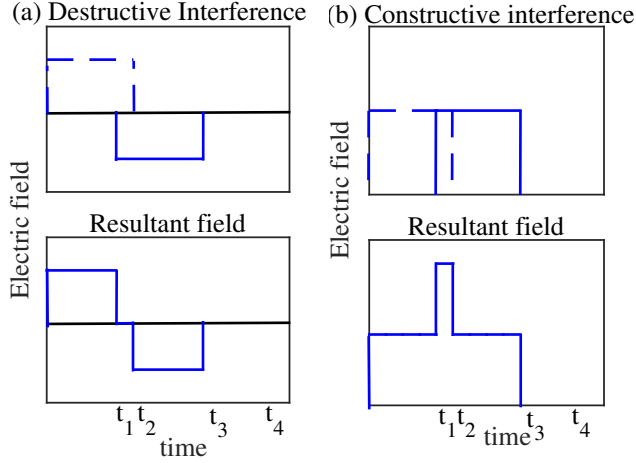 (a) Destructive Interference
Electric field
Resultant field
t1 t2 t3 t4
time
(b) Constructive interference
Electric field
Resultant field
t1 t2 t3 t4
time